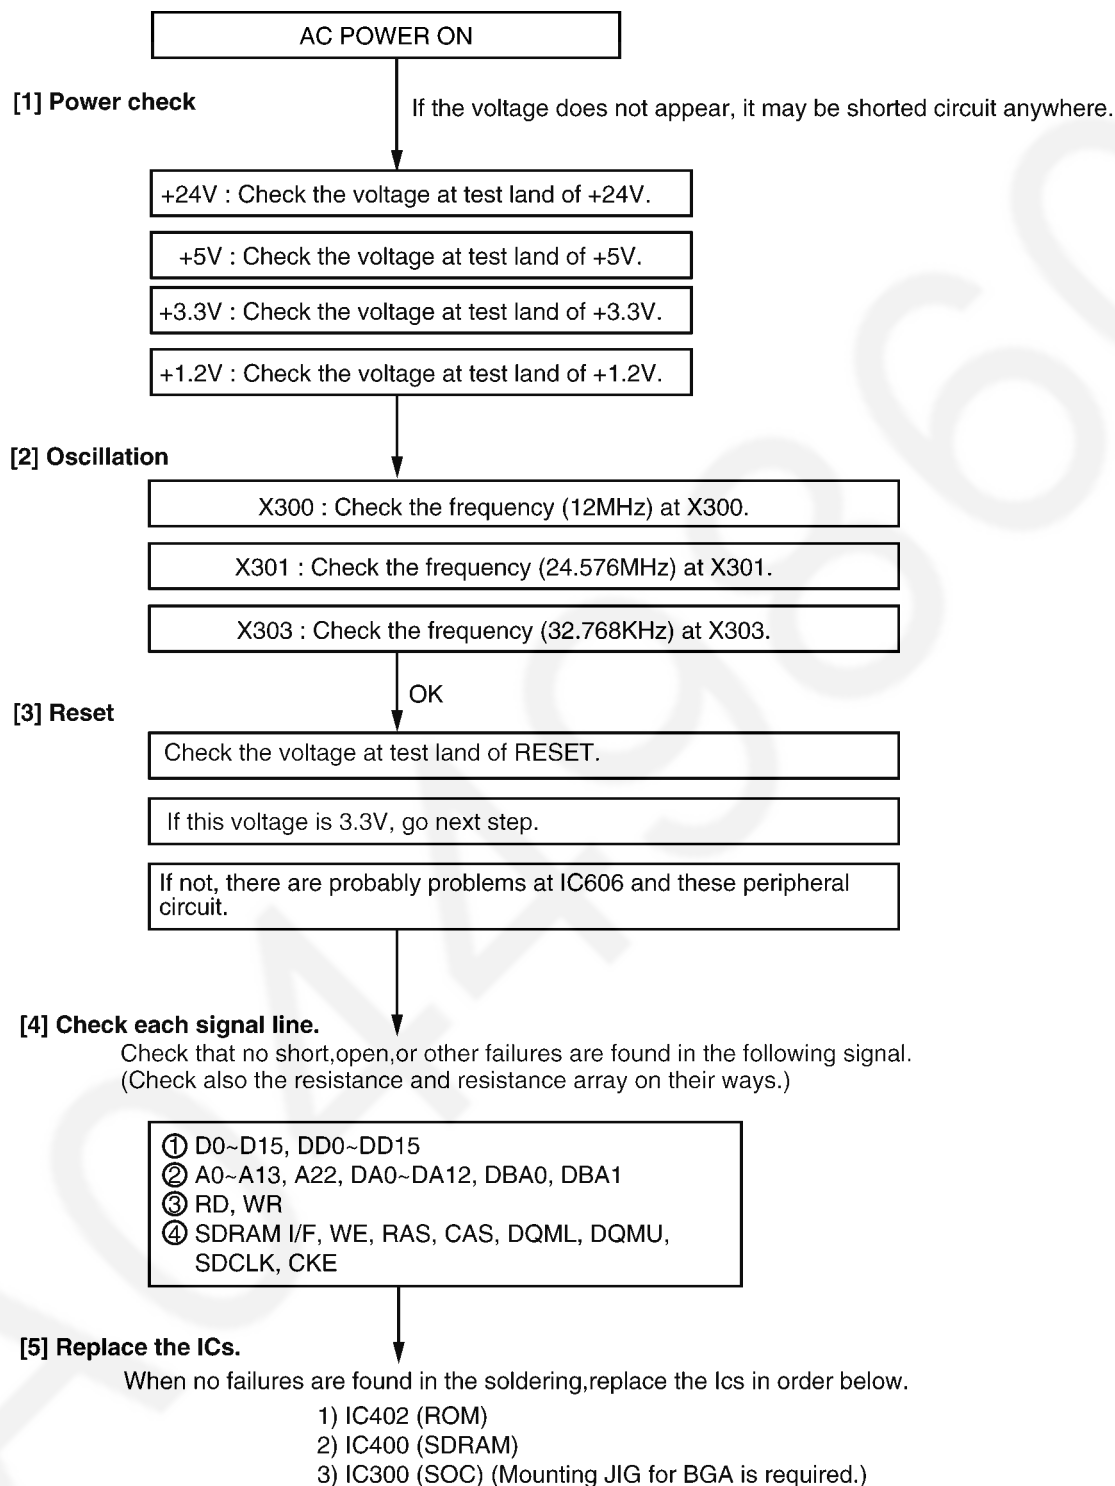 AC POWER ON
[1] Power check
If the voltage does not appear, it may be shorted circuit anywhere.
+24V : Check the voltage at test land of +24V.
+5V : Check the voltage at test land of +5V.
+3.3V : Check the voltage at test land of +3.3V.
+1.2V : Check the voltage at test land of +1.2V.
[2] Oscillation
X300 : Check the frequency (12MHz) at X300.
X301 : Check the frequency (24.576MHz) at X301.
X303 : Check the frequency (32.768KHz) at X303.
OK
[3] Reset
Check the voltage at test land of RESET.
If this voltage is 3.3V, go next step.
If not, there are probably problems at IC606 and these peripheral
circuit.
[4] Check each signal line.
Check that no short,open,or other failures are found in the following signal.
(Check also the resistance and resistance array on their ways.)
① D0~D15, DD0~DD15
② A0~A13, A22, DA0~DA12, DBA0, DBA1
③ RD, WR
④ SDRAM I/F, WE, RAS, CAS, DQML, DQMU,
SDCLK, CKE
[5] Replace the ICs.
When no failures are found in the soldering,replace the Ics in order below.
1) IC402 (ROM)
2) IC400 (SDRAM)
3) IC300 (SOC) (Mounting JIG for BGA is required.)